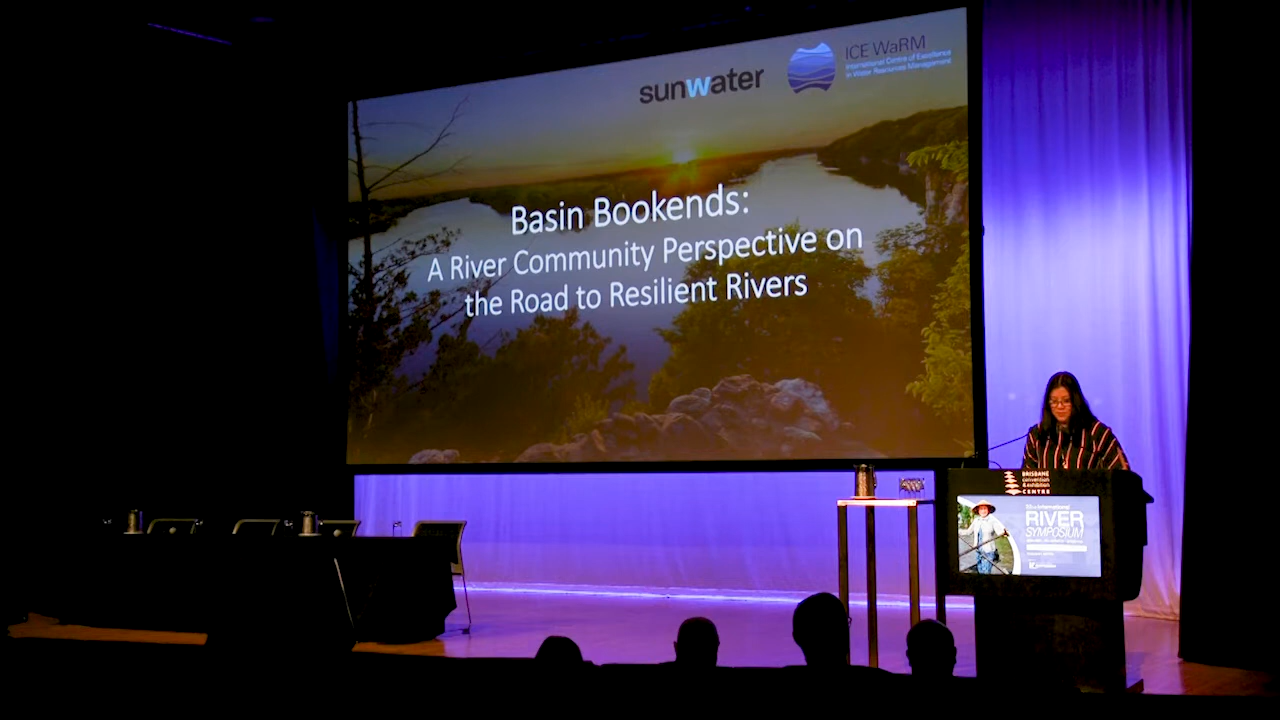 sunwater
ICE WaRM
International Centre of Excellence
in Water Resources Management
Basin Bookends:
A River Community Perspective on
the Road to Resilient Rivers
BRISBANE
convention
& exhibition
CENTRE
International
RIVER
SYMPOSIUM